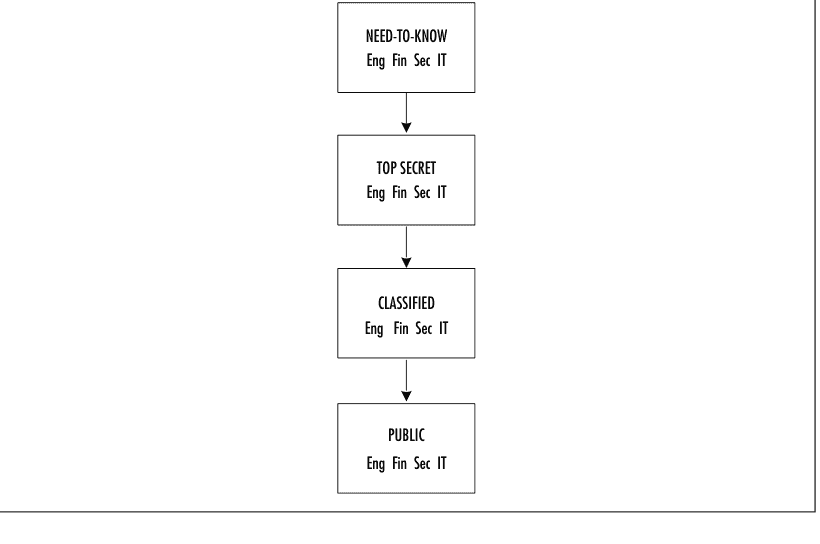 NEED-TO-KNOW
Eng Fin Sec IT
TOP SECRET
Eng Fin Sec IT
CLASSIFIED
Eng Fin Sec IT
PUBLIC
Eng Fin Sec IT